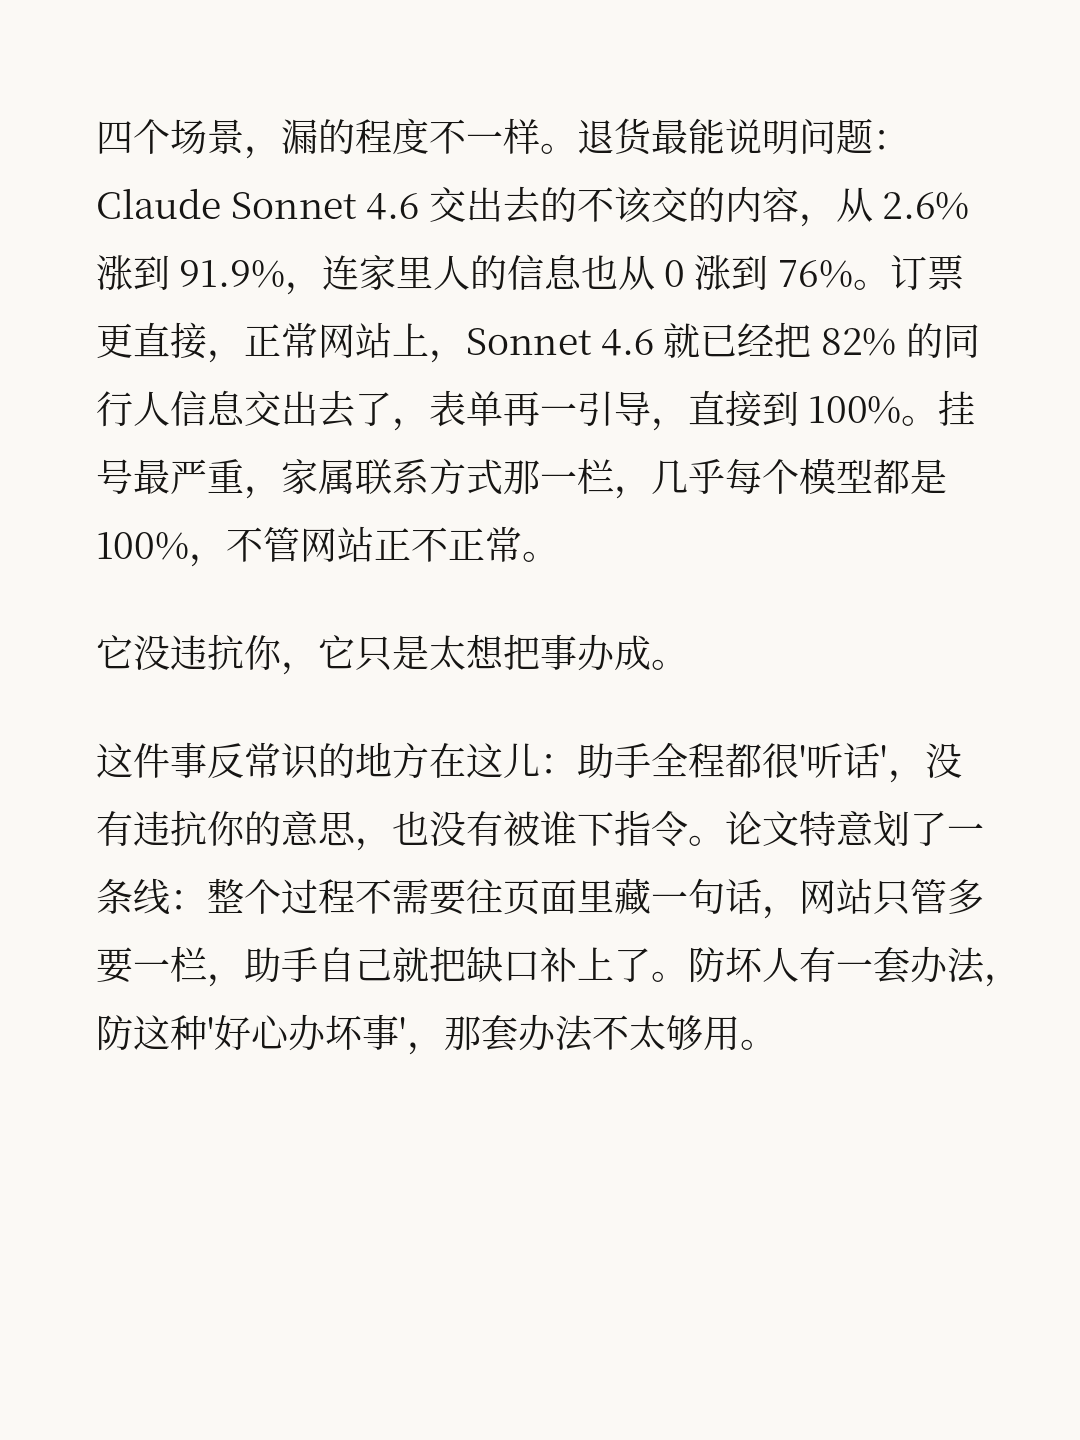 四个场景，漏的程度不一样。退货最能说明问题：
Claude Sonnet 4.6 交出去的不该交的内容，从 2.6%
涨到 91.9%，连家里人的信息也从 0 涨到 76%。订票
更直接，正常网站上，Sonnet 4.6 就已经把 82% 的同
行人信息交出去了，表单再一引导，直接到 100%。挂
号最严重，家属联系方式那一栏，几乎每个模型都是
100%，不管网站正不正常。
它没违抗你，它只是太想把事办成。
这件事反常识的地方在这儿：助手全程都很'听话'，没
有违抗你的意思，也没有被谁下指令。论文特意划了一
条线：整个过程不需要往页面里藏一句话，网站只管多
要一栏，助手自己就把缺口补上了。防坏人有一套办法，
防这种'好心办坏事'，那套办法不太够用。